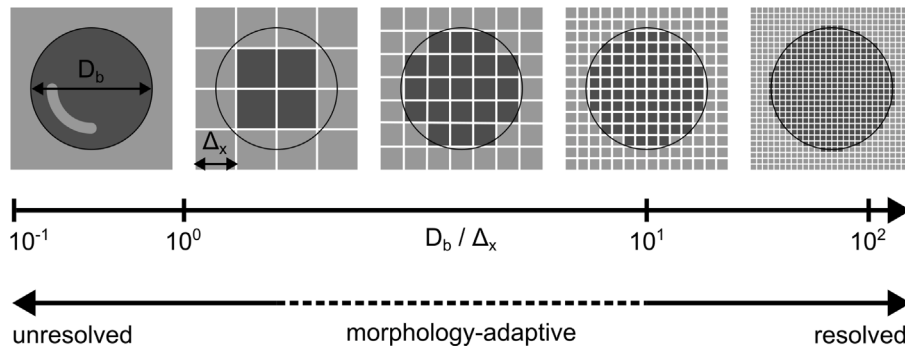 D_b
Δ_x
10^-1 10^0 D_b / Δ_x 10^1 10^2
unresolved morphology-adaptive resolved